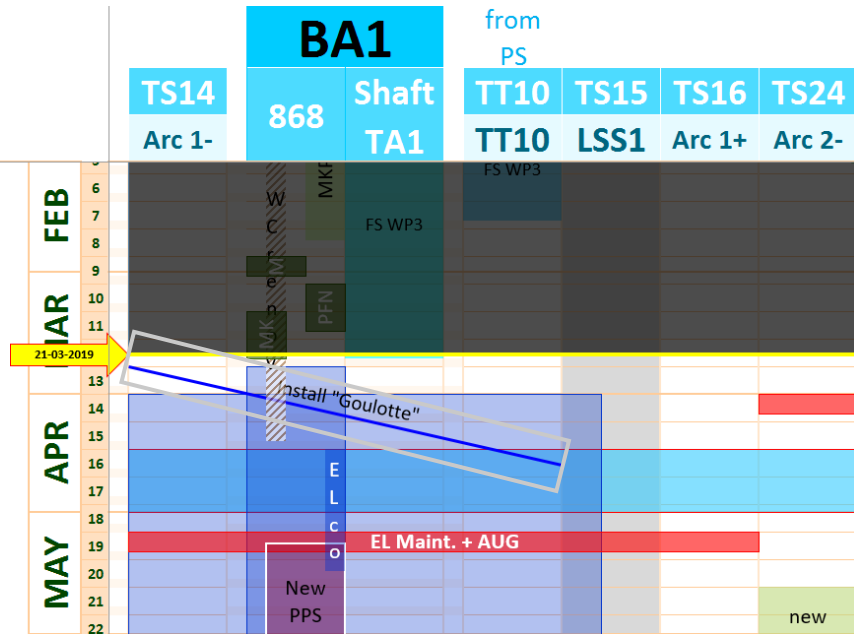 BA1
from
PS
TS14
868
Shaft
TA1
TT10
TS15
TS16
TS24
Arc 1-
TT10
LSS1
Arc 1+
Arc 2-
FEB
6
7
8
9
MAR
10
11
21-03-2019
13
APR
14
15
16
17
MAY
18
19
20
21
22
FS WP3
FS WP3
PFN
MK
Install "Goulotte"
E
L
c
o
EL Maint. + AUG
New
PPS
new